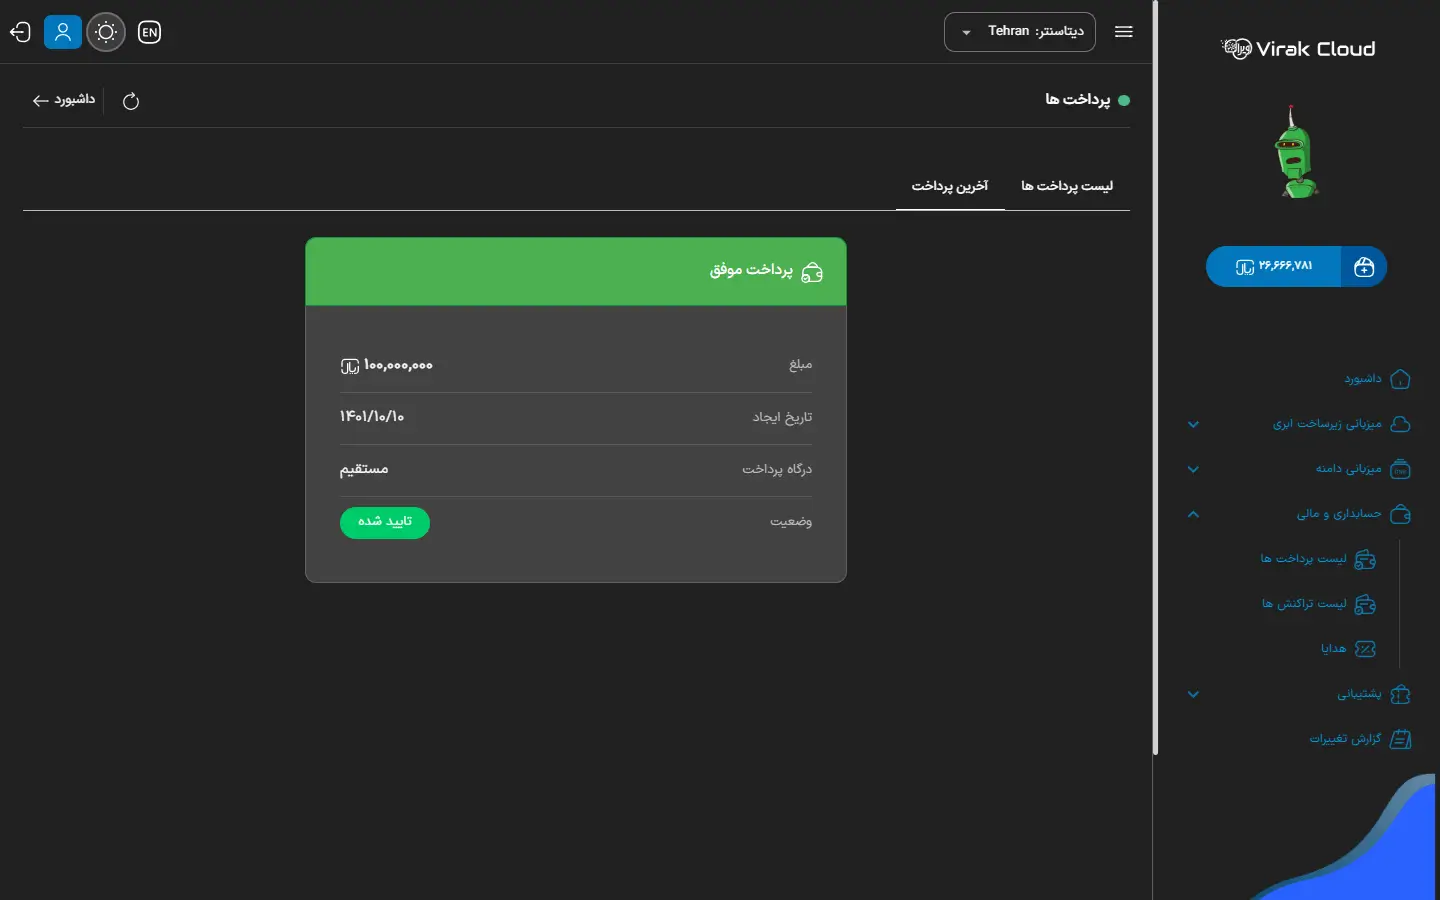 EN
دیتاسنتر: Tehran
Virak Cloud
پرداخت ها
داشبورد
لیست پرداخت ها
آخرین پرداخت
پرداخت موفق
مبلغ
۱۰۰,۰۰۰,۰۰۰ ریال
تاریخ ایجاد
۱۴۰۱/۱۰/۱۰
درگاه پرداخت
مستقیم
وضعیت
تایید شده
۲۶,۶۶۶,۷۸۱ ریال
داشبورد
میزبانی زیرساخت ابری
میزبانی دامنه
حسابداری و مالی
لیست پرداخت ها
لیست تراکنش ها
هدایا
پشتیبانی
گزارش تغییرات